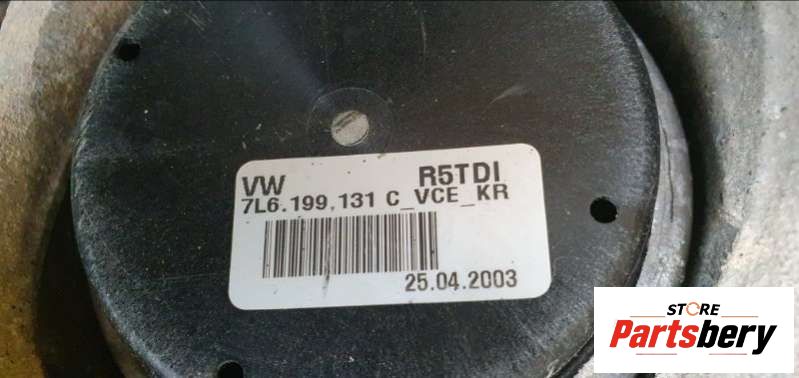 VW R5TDI
7L6.199.131 C_VCE_KR
25.04.2003
STORE
Partsbery